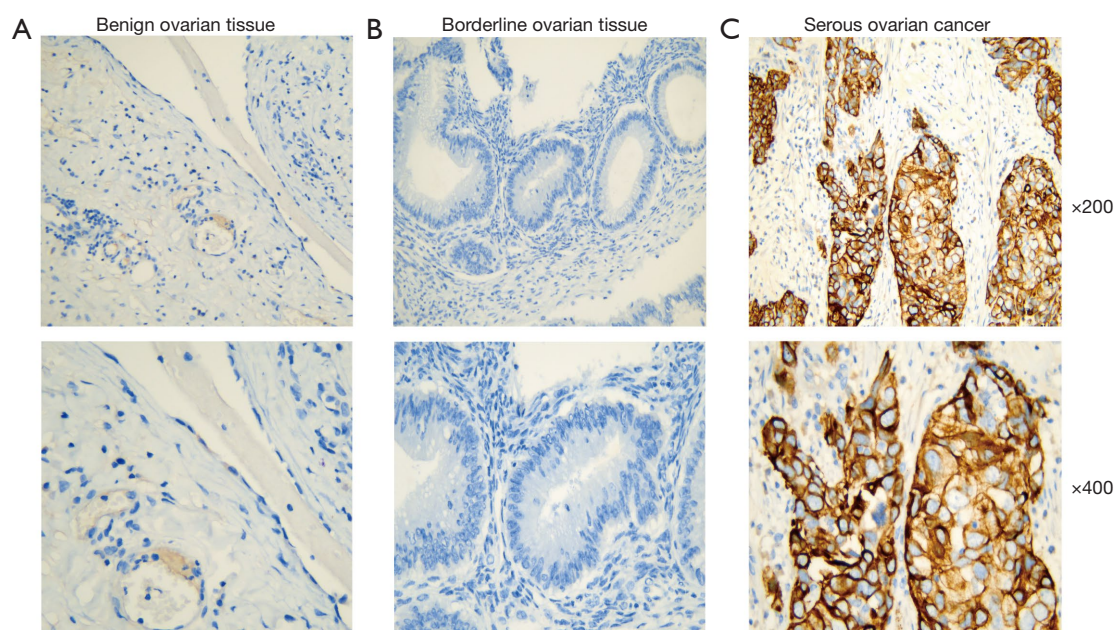 A Benign ovarian tissue
B Borderline ovarian tissue
C Serous ovarian cancer
×200
×400